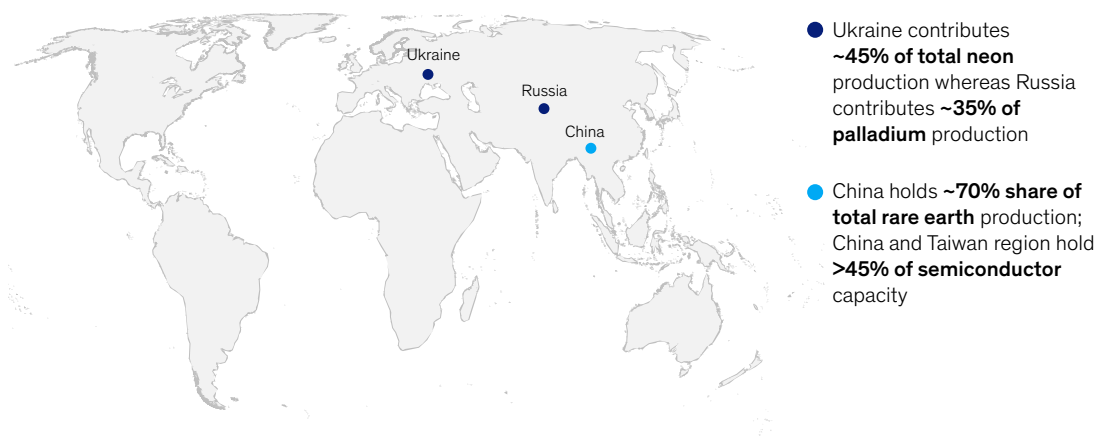 Ukraine
Russia
China
Ukraine contributes
~45% of total neon
production whereas Russia
contributes ~35% of
palladium production
China holds ~70% share of
total rare earth production;
China and Taiwan region hold
>45% of semiconductor
capacity